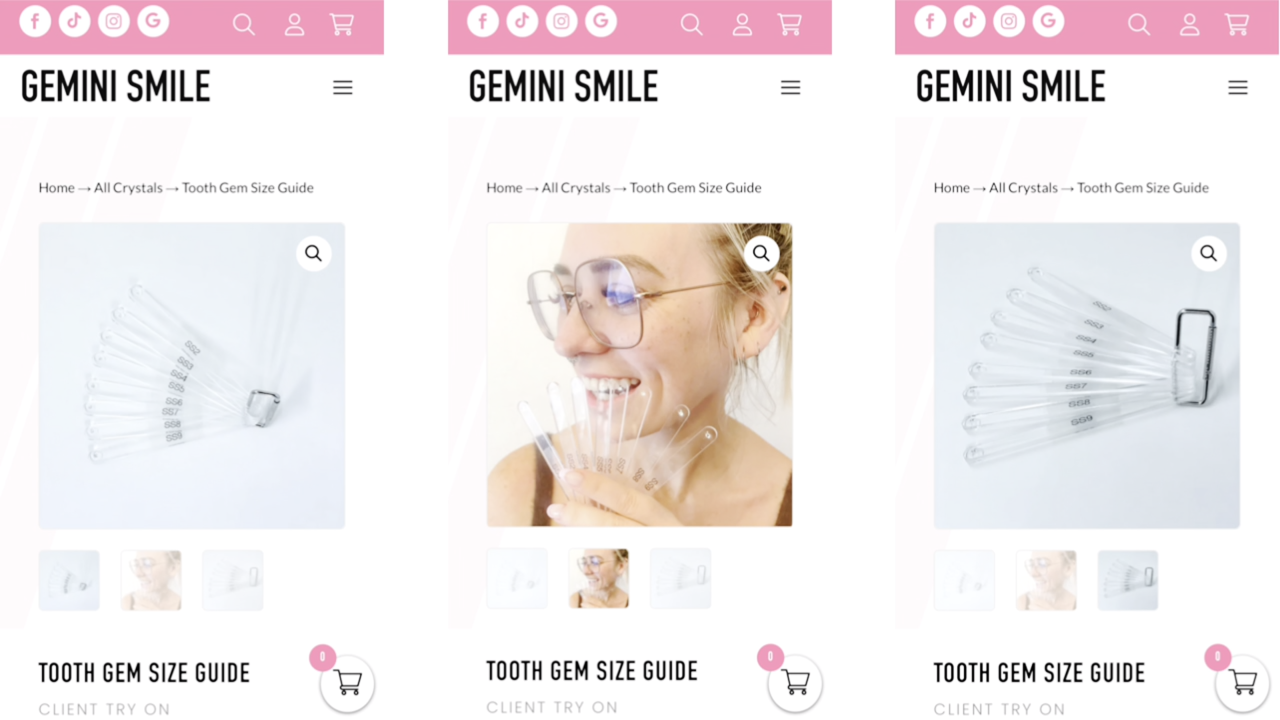 GEMINI SMILE
Home → All Crystals → Tooth Gem Size Guide
SS2
SS3
SS4
SS5
SS6
SS7
SS8
SS9
TOOTH GEM SIZE GUIDE
0
CLIENT TRY ON
GEMINI SMILE
Home → All Crystals → Tooth Gem Size Guide
TOOTH GEM SIZE GUIDE
0
CLIENT TRY ON
GEMINI SMILE
Home → All Crystals → Tooth Gem Size Guide
SS2
SS3
SS4
SS5
SS6
SS7
SS8
SS9
TOOTH GEM SIZE GUIDE
0
CLIENT TRY ON